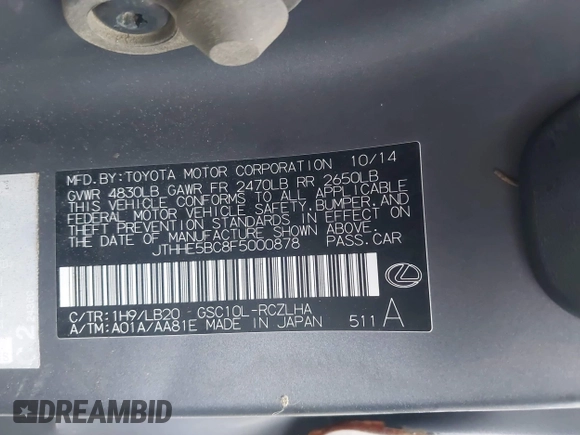 MFD.BY:TOYOTA MOTOR CORPORATION 10/14
GVWR 4830LB GAWR FR 2470LB RR 2650LB
THIS VEHICLE CONFORMS TO ALL APPLICABLE
FEDERAL MOTOR VEHICLE SAFETY,BUMPER,AND
THEFT PREVENTION STANDARDS IN EFFECT ON
THE DATE OF MANUFACTURE SHOWN ABOVE.
JTHHE5BC8F5000878 PASS.CAR
C/TR:1H9/LB20 GSC10L-RCZLHA
A/TM:A01A/AA81E MADE IN JAPAN 511 A
DREAMBID